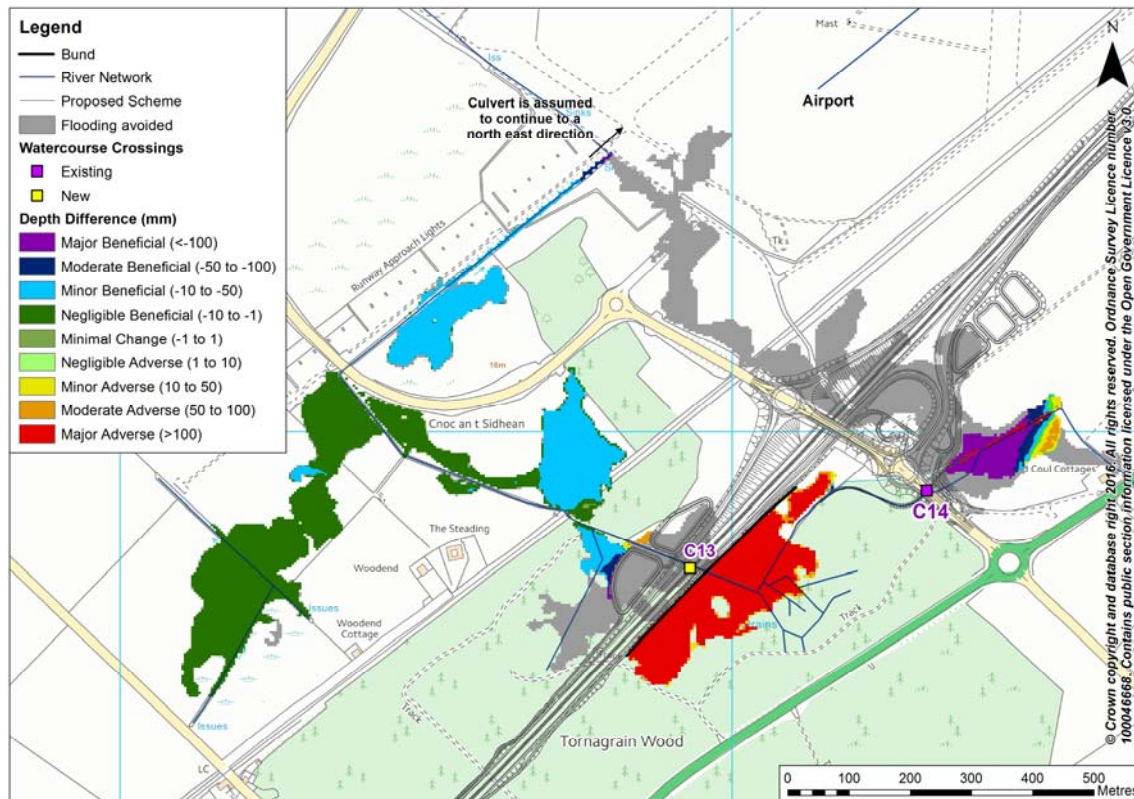 Legend
Bund
River Network
Proposed Scheme
Flooding avoided
Watercourse Crossings
Existing
New
Depth Difference (mm)
Major Beneficial (<-100)
Moderate Beneficial (-50 to -100)
Minor Beneficial (-10 to -50)
Negligible Beneficial (-10 to -1)
Minimal Change (-1 to 1)
Negligible Adverse (1 to 10)
Minor Adverse (10 to 50)
Moderate Adverse (50 to 100)
Major Adverse (>100)
Mast
N
Iss
Airport
Culvert is assumed
to continue to a
north east direction
Sinks
Tks
Runway Approach Lights
16m
Cnoc an t Sidhean
d Coul Cottages
C14
The Steading
C13
Woodend
Issues
Woodend
Cottage
Track
Track
Issues
Tornagrain Wood
LC
0 100 200 300 400 500
Metres
© Crown copyright and database right 2016. All rights reserved. Ordnance Survey Licence number
100046668. Contains public section information licensed under the Open Government Licence v3.0